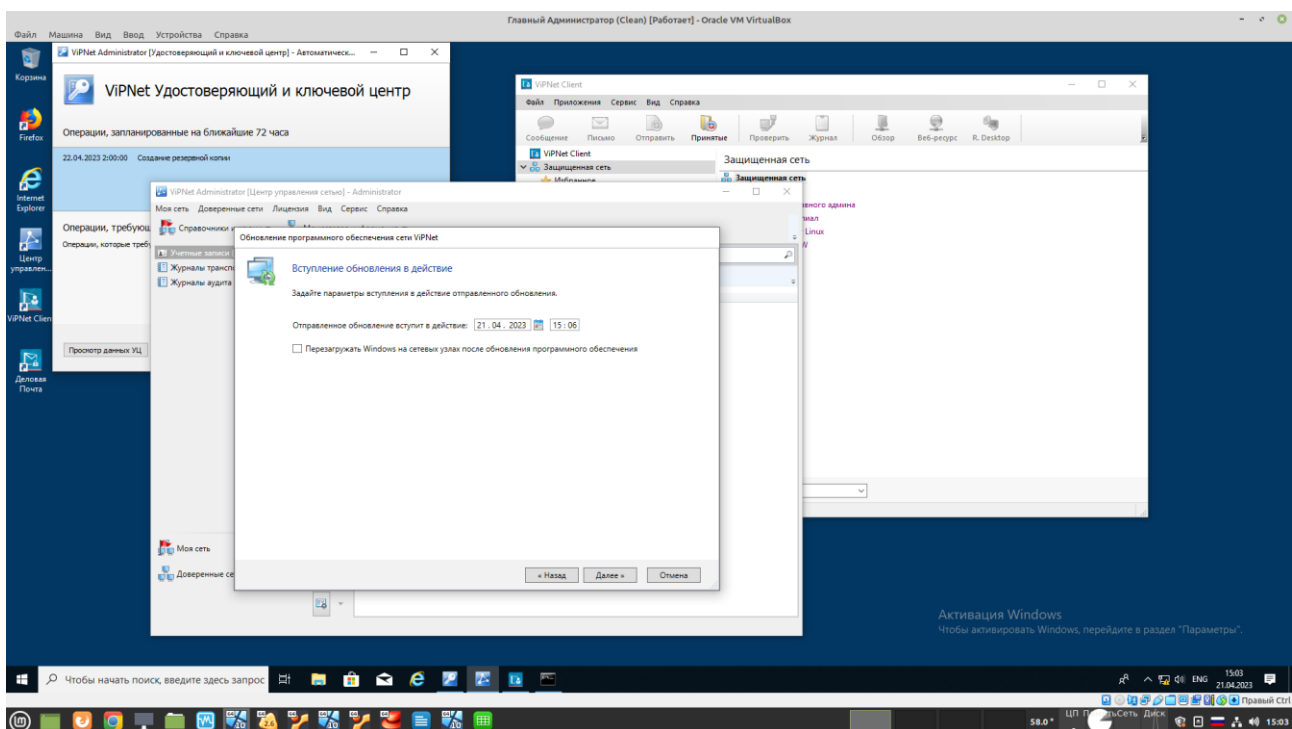 Главный Администратор (Clean) [Работает] - Oracle VM VirtualBox
Файл Машина Вид Ввод Устройства Справка
Корзина
Firefox
Internet Explorer
Центр управлен...
ViPNet Clien
Деловая Почта
ViPNet Administrator [Удостоверяющий и ключевой центр] - Автоматическ...
ViPNet Удостоверяющий и ключевой центр
Операции, запланированные на ближайшие 72 часа
22.04.2023 2:00:00 Создание резервной копии
Операции, требующ
Операции, которые треб
Просмотр данных УЦ
ViPNet Client
Файл Приложения Сервис Вид Справка
Сообщение Письмо Отправить Принятые Проверить Журнал Обзор Веб-ресурс R. Desktop
ViPNet Client
Защищенная сеть
Избранное
Защищенная сеть
Защищенная сеть
вного админа
Linux
ViPNet Administrator [Центр управления сетью] - Administrator
Моя сеть Доверенные сети Лицензия Вид Сервис Справка
Справочники
Учетные записи
Журналы трансп
Журналы аудита
Моя сеть
Доверенные се
Обновление программного обеспечения сети ViPNet
Вступление обновления в действие
Задайте параметры вступления в действие отправленного обновления.
Отправленное обновление вступит в действие: 21 . 04 . 2023 15 : 06
Перезагружать Windows на сетевых узлах после обновления программного обеспечения
« Назад Далее » Отмена
Активация Windows
Чтобы активировать Windows, перейдите в раздел "Параметры".
Чтобы начать поиск, введите здесь запрос
ENG
15:03
21.04.2023
Правый Ctrl
58.0°
ЦП
Сеть
Диск
15:03